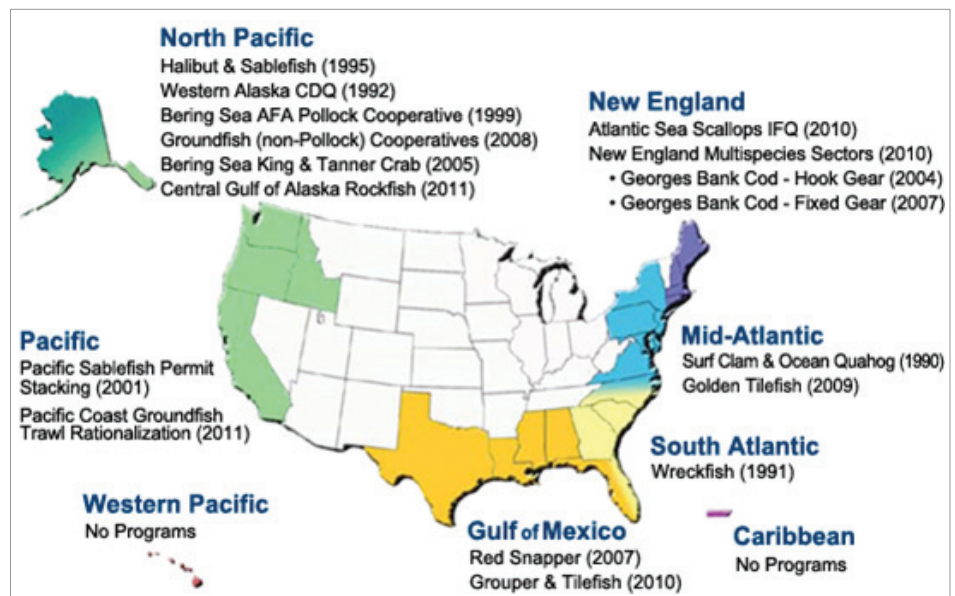 North Pacific
Halibut & Sablefish (1995)
Western Alaska CDQ (1992)
Bering Sea AFA Pollock Cooperative (1999)
Groundfish (non-Pollock) Cooperatives (2008)
Bering Sea King & Tanner Crab (2005)
Central Gulf of Alaska Rockfish (2011)
New England
Atlantic Sea Scallops IFQ (2010)
New England Multispecies Sectors (2010)
• Georges Bank Cod - Hook Gear (2004)
• Georges Bank Cod - Fixed Gear (2007)
Pacific
Pacific Sablefish Permit
Stacking (2001)
Pacific Coast Groundfish
Trawl Rationalization (2011)
Mid-Atlantic
Surf Clam & Ocean Quahog (1990)
Golden Tilefish (2009)
South Atlantic
Wreckfish (1991)
Western Pacific
No Programs
Gulf of Mexico
Red Snapper (2007)
Grouper & Tilefish (2010)
Caribbean
No Programs